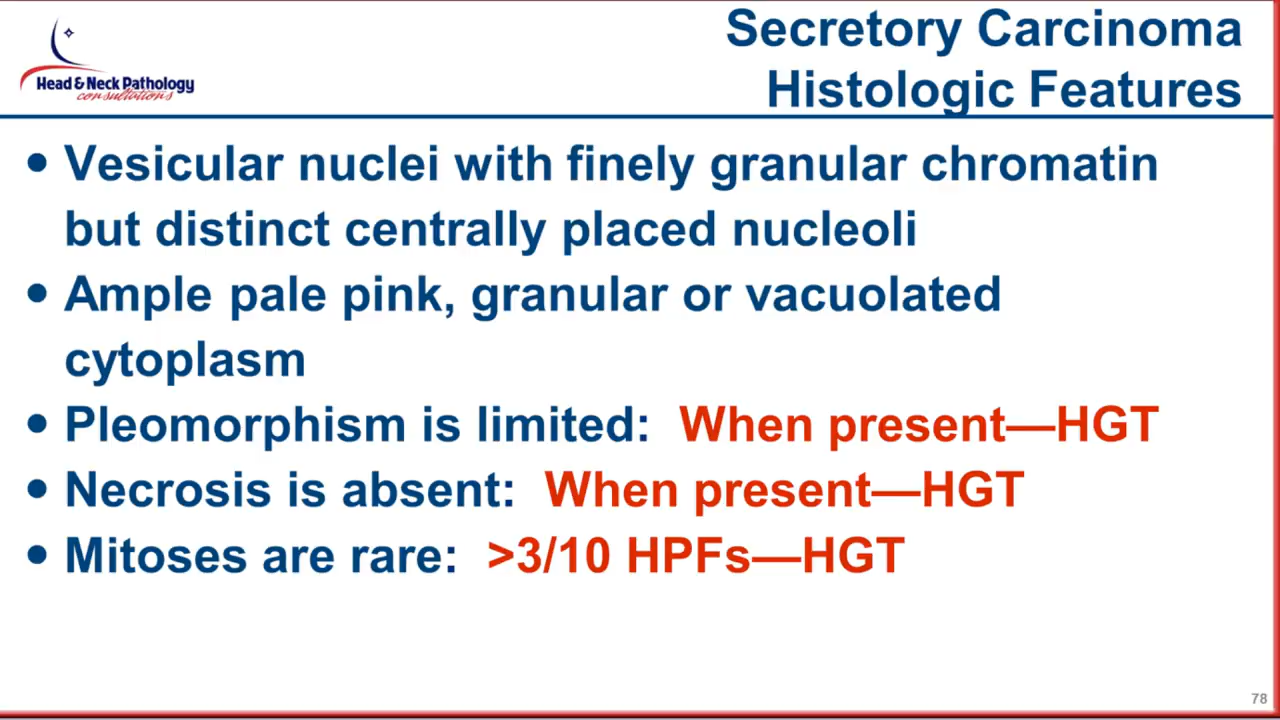 Secretory Carcinoma
Histologic Features
Head & Neck Pathology
consultations
• Vesicular nuclei with finely granular chromatin
but distinct centrally placed nucleoli
• Ample pale pink, granular or vacuolated
cytoplasm
• Pleomorphism is limited: When present—HGT
• Necrosis is absent: When present—HGT
• Mitoses are rare: >3/10 HPFs—HGT
78